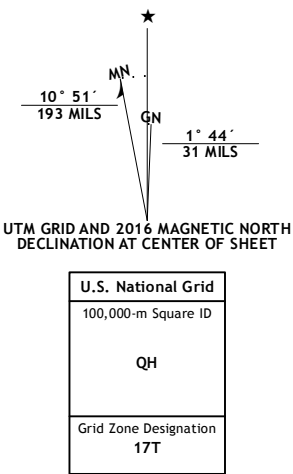 ★
MN
GN
10° 51´
193 MILS
1° 44´
31 MILS
UTM GRID AND 2016 MAGNETIC NORTH
DECLINATION AT CENTER OF SHEET
U.S. National Grid
100,000-m Square ID
QH
Grid Zone Designation
17T